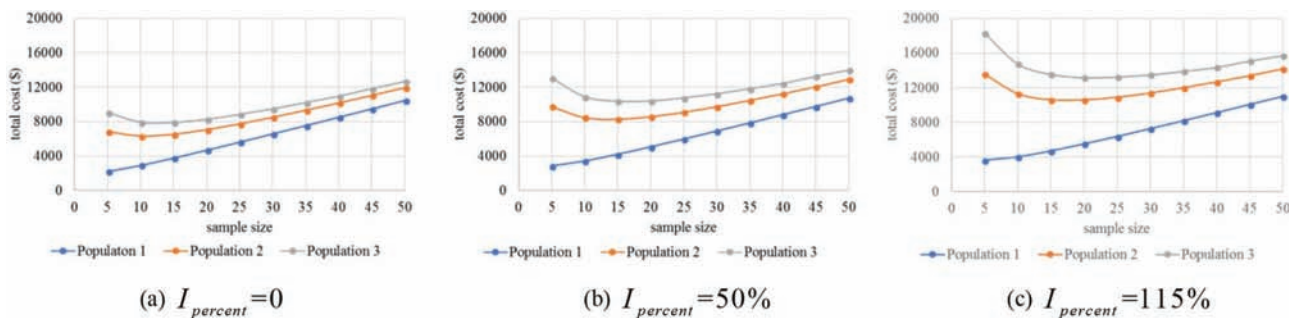 20000
16000
12000
8000
4000
0
total cost ($)
0 5 10 15 20 25 30 35 40 45 50
sample size
Populaton 1 Population 2 Population 3
(a) I percent =0
20000
16000
12000
8000
4000
0
total cost ($)
0 5 10 15 20 25 30 35 40 45 50
sample size
Population 1 Population 2 Population 3
(b) I percent =50%
20000
16000
12000
8000
4000
0
total cost ($)
0 5 10 15 20 25 30 35 40 45 50
sample size
Population 1 Population 2 Population 3
(c) I percent =115%